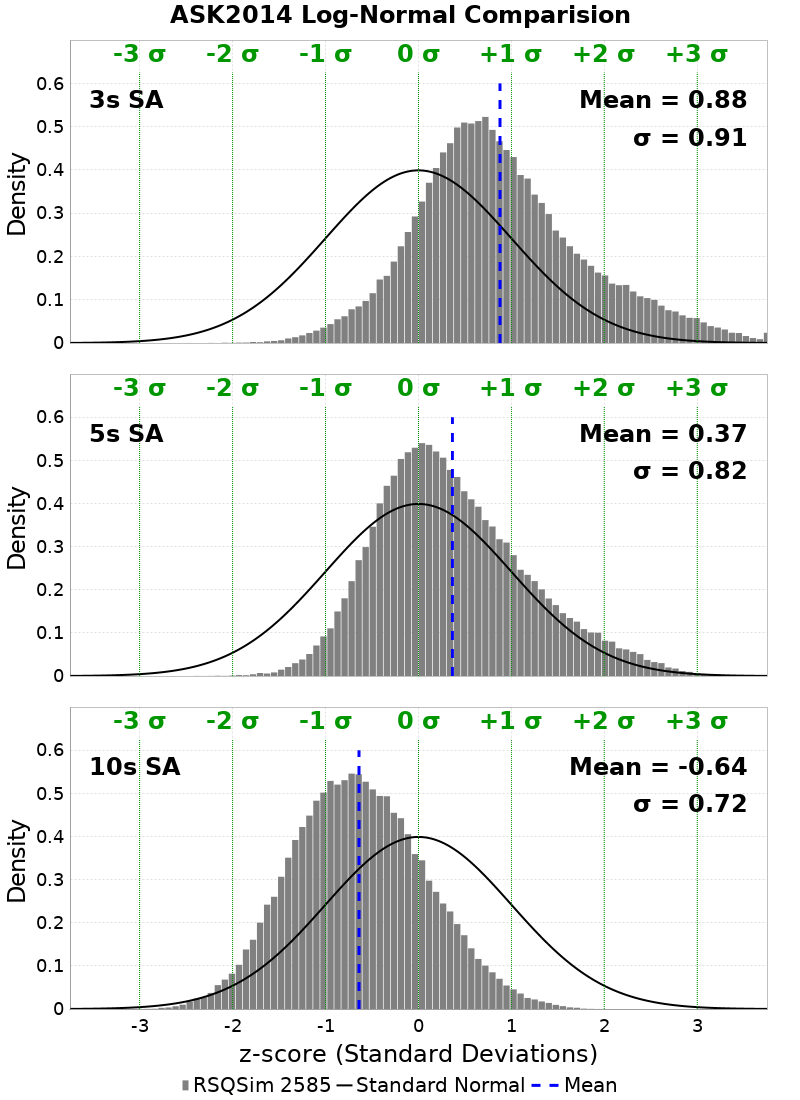 ASK2014 Log-Normal Comparision
-3 σ -2 σ -1 σ 0 σ +1 σ +2 σ +3 σ
3s SA
Mean = 0.88
σ = 0.91
Density
0.6
0.5
0.4
0.3
0.2
0.1
0
-3 σ -2 σ -1 σ 0 σ +1 σ +2 σ +3 σ
5s SA
Mean = 0.37
σ = 0.82
Density
0.6
0.5
0.4
0.3
0.2
0.1
0
-3 σ -2 σ -1 σ 0 σ +1 σ +2 σ +3 σ
10s SA
Mean = -0.64
σ = 0.72
Density
0.6
0.5
0.4
0.3
0.2
0.1
0
-3 -2 -1 0 1 2 3
z-score (Standard Deviations)
RSQSim 2585 Standard Normal Mean